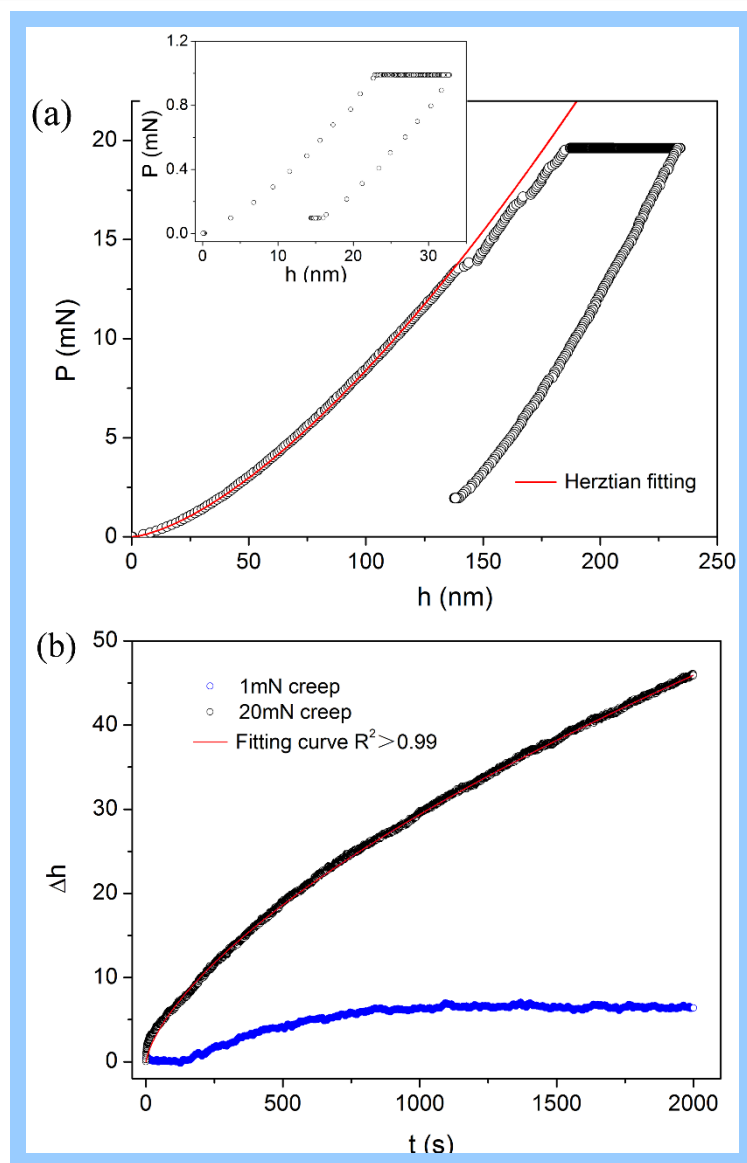 (a)
1.2
0.8
0.4
0.0
P (mN)
0
10
20
30
h (nm)
20
15
10
5
0
P (mN)
Herztian fitting
0
50
100
150
200
250
h (nm)
(b)
50
40
30
20
10
0
Δh
1mN creep
20mN creep
Fitting curve R²>0.99
0
500
1000
1500
2000
t (s)